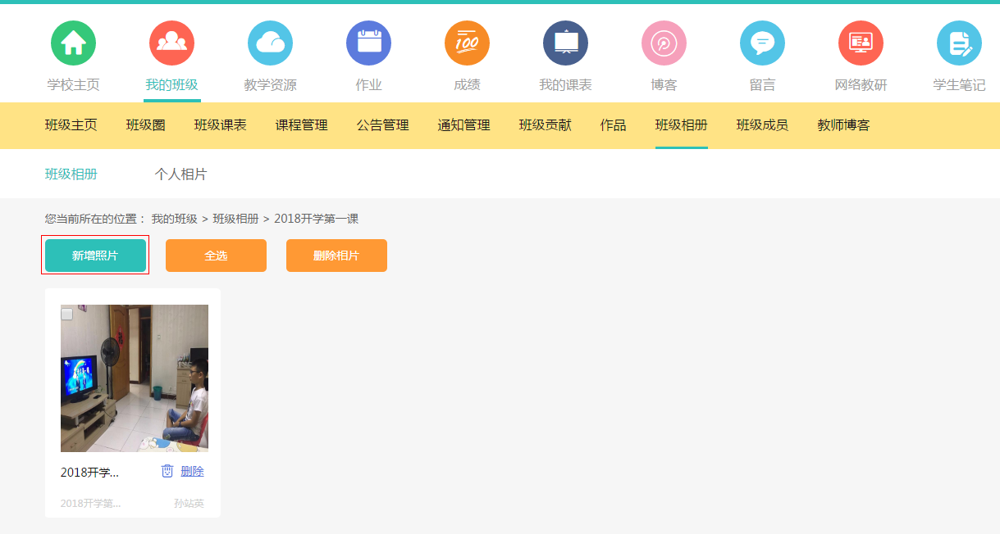 100
学校主页 我的班级 教学资源 作业 成绩 我的课表 博客 留言 网络教研 学生笔记
班级主页 班级圈 班级课表 课程管理 公告管理 通知管理 班级贡献 作品 班级相册 班级成员 教师博客
班级相册 个人相片
您当前所在的位置： 我的班级 > 班级相册 > 2018开学第一课
新增照片 全选 删除相片
2018开学... 删除
2018开学第... 孙站英